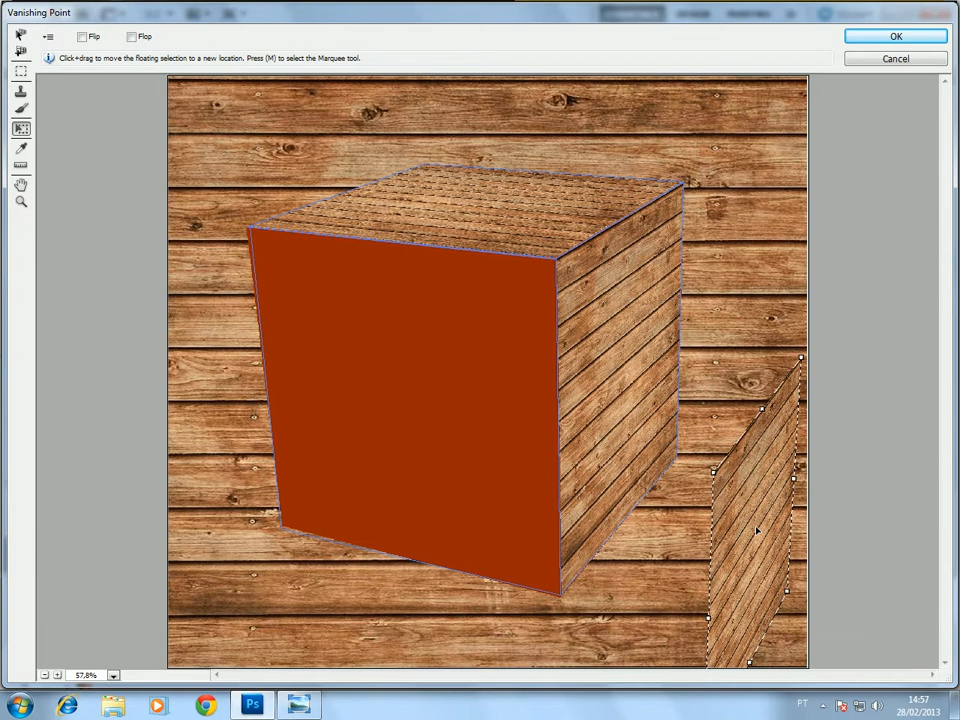 Vanishing Point
Flip
Flop
OK
Click+drag to move the floating selection to a new location. Press (M) to select the Marquee tool.
Cancel
57,8%
Ps
PT
14:57
28/02/2013